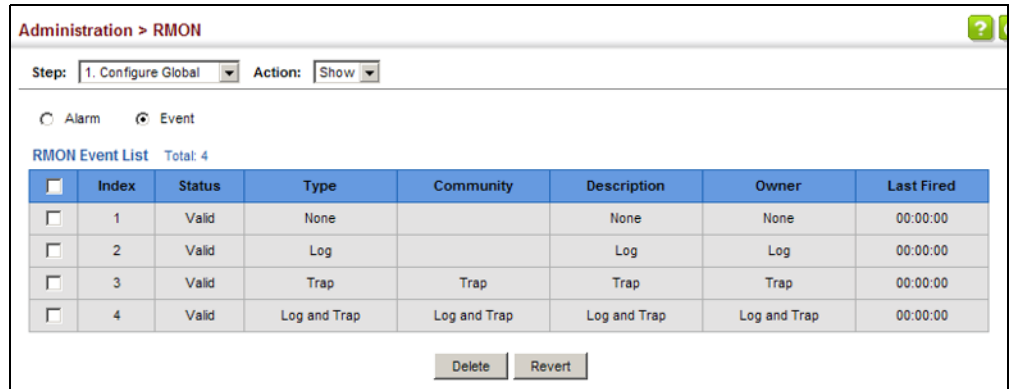 Administration > RMON
?
Step: 1. Configure Global Action: Show
Alarm Event
RMON Event List Total: 4
Index Status Type Community Description Owner Last Fired
1 Valid None None None 00:00:00
2 Valid Log Log Log 00:00:00
3 Valid Trap Trap Trap Trap 00:00:00
4 Valid Log and Trap Log and Trap Log and Trap Log and Trap 00:00:00
Delete Revert